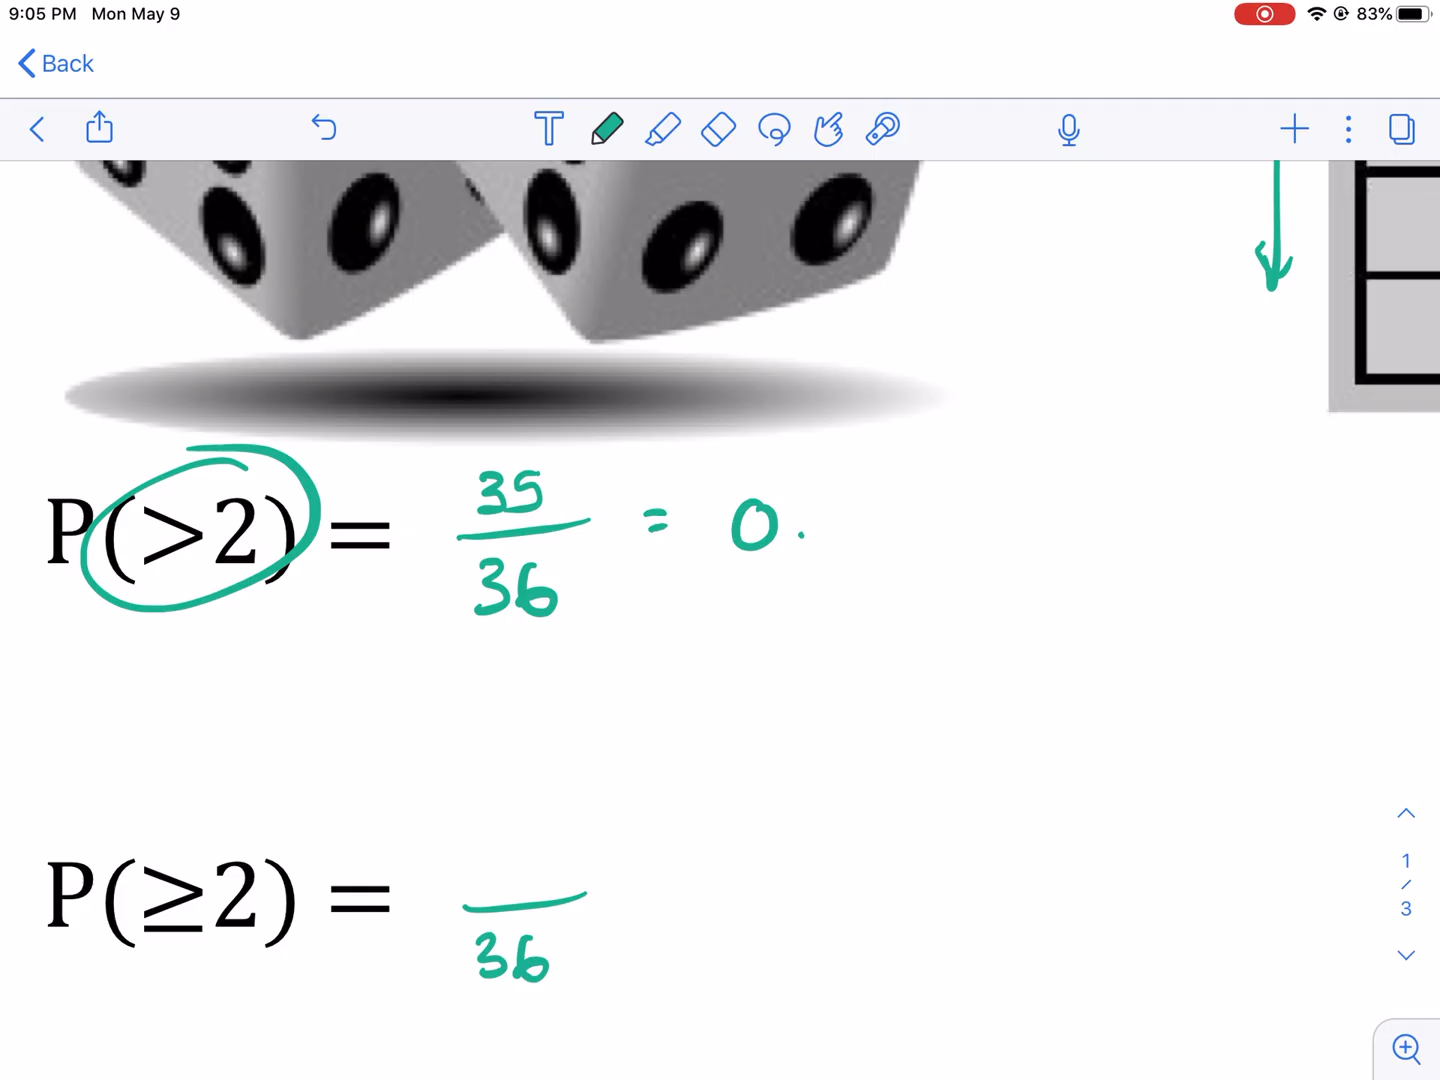 9:05 PM Mon May 9
83%
Back
P(>2) = 35/36 = 0.
P(≥2) = /36
1
/
3